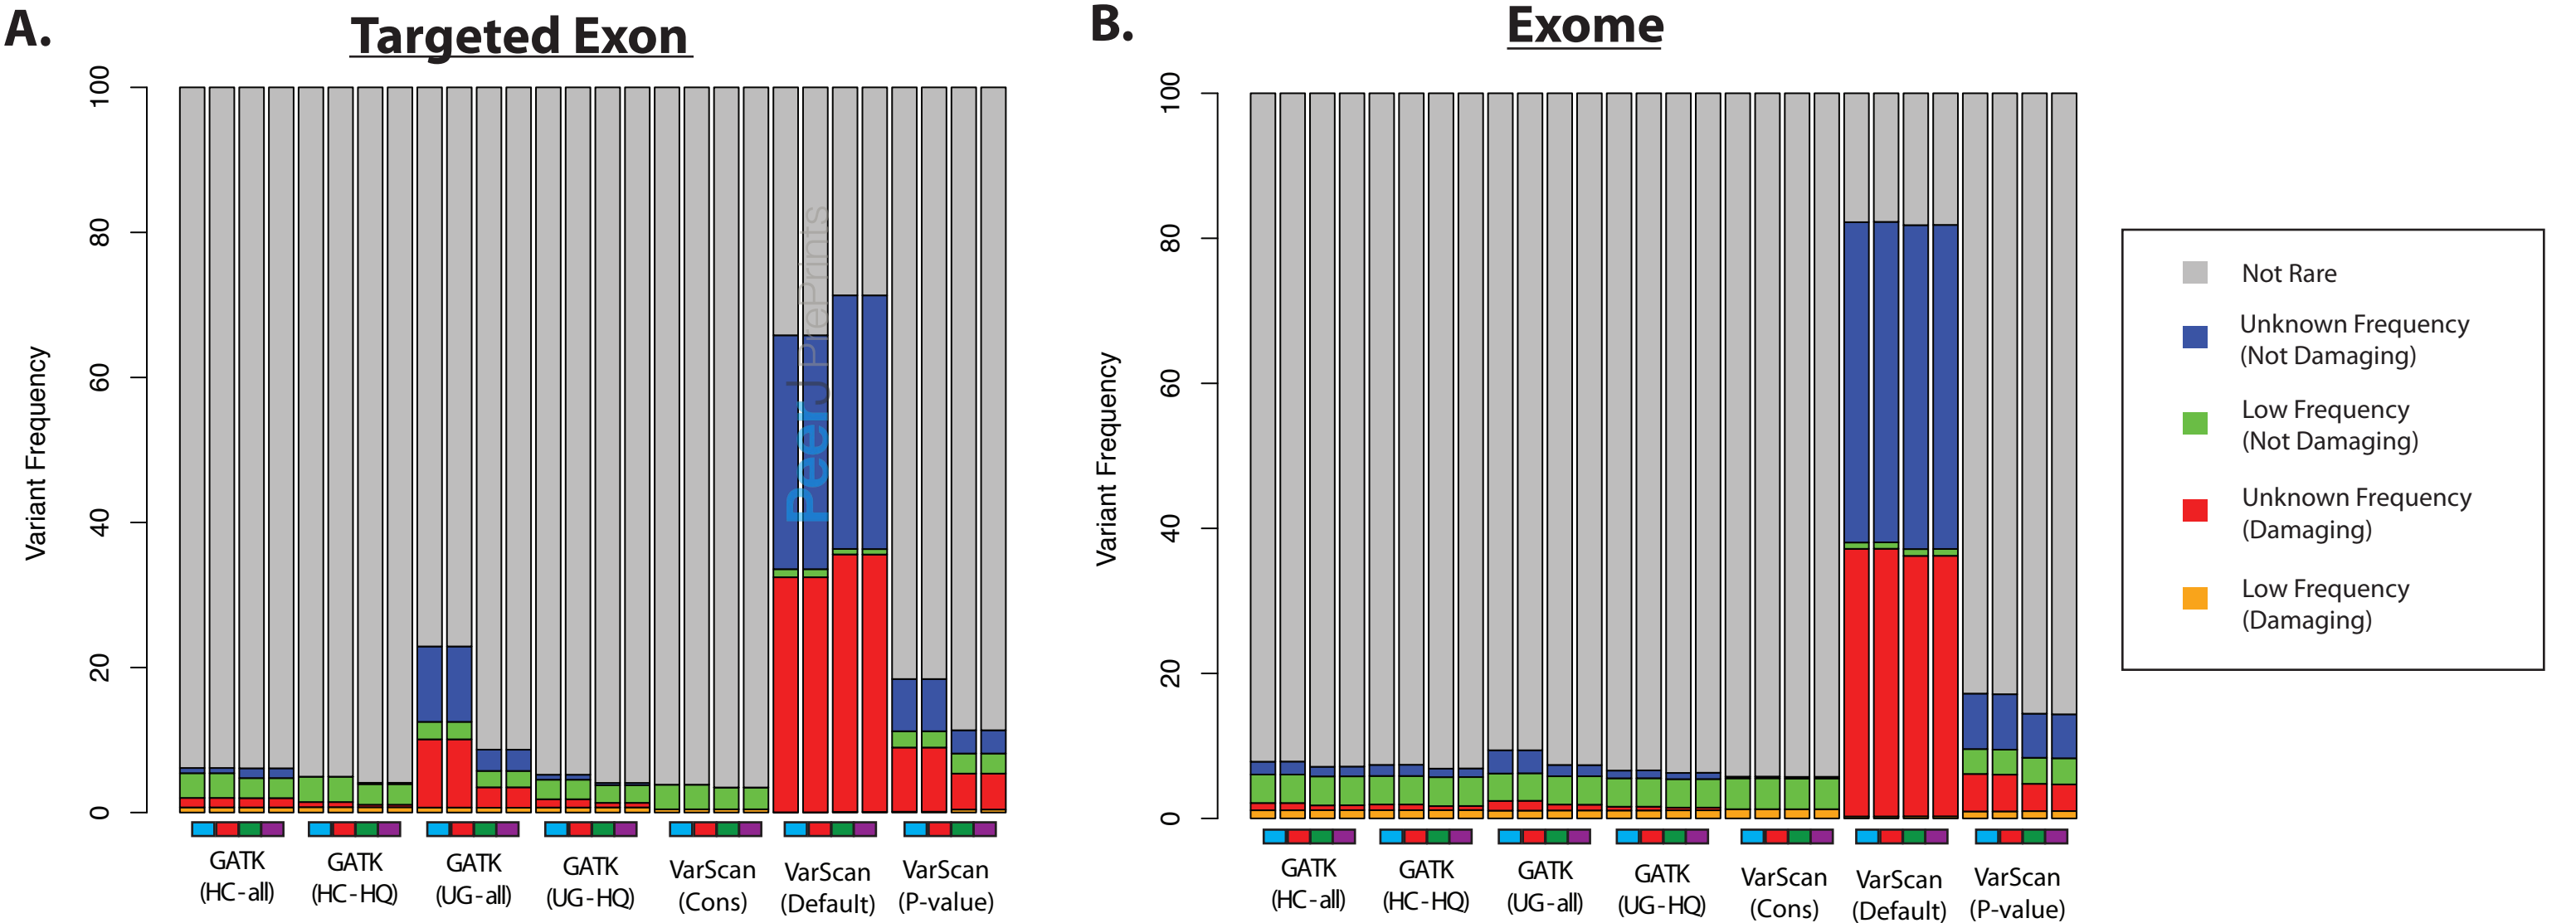 A.
Targeted Exon
Variant Frequency
100
80
60
40
20
0
PeerJ PrePrints
GATK
(HC-all)
GATK
(HC-HQ)
GATK
(UG-all)
GATK
(UG-HQ)
VarScan
(Cons)
VarScan
(Default)
VarScan
(P-value)
B.
Exome
Variant Frequency
100
80
60
40
20
0
GATK
(HC-all)
GATK
(HC-HQ)
GATK
(UG-all)
GATK
(UG-HQ)
VarScan
(Cons)
VarScan
(Default)
VarScan
(P-value)
Not Rare
Unknown Frequency
(Not Damaging)
Low Frequency
(Not Damaging)
Unknown Frequency
(Damaging)
Low Frequency
(Damaging)